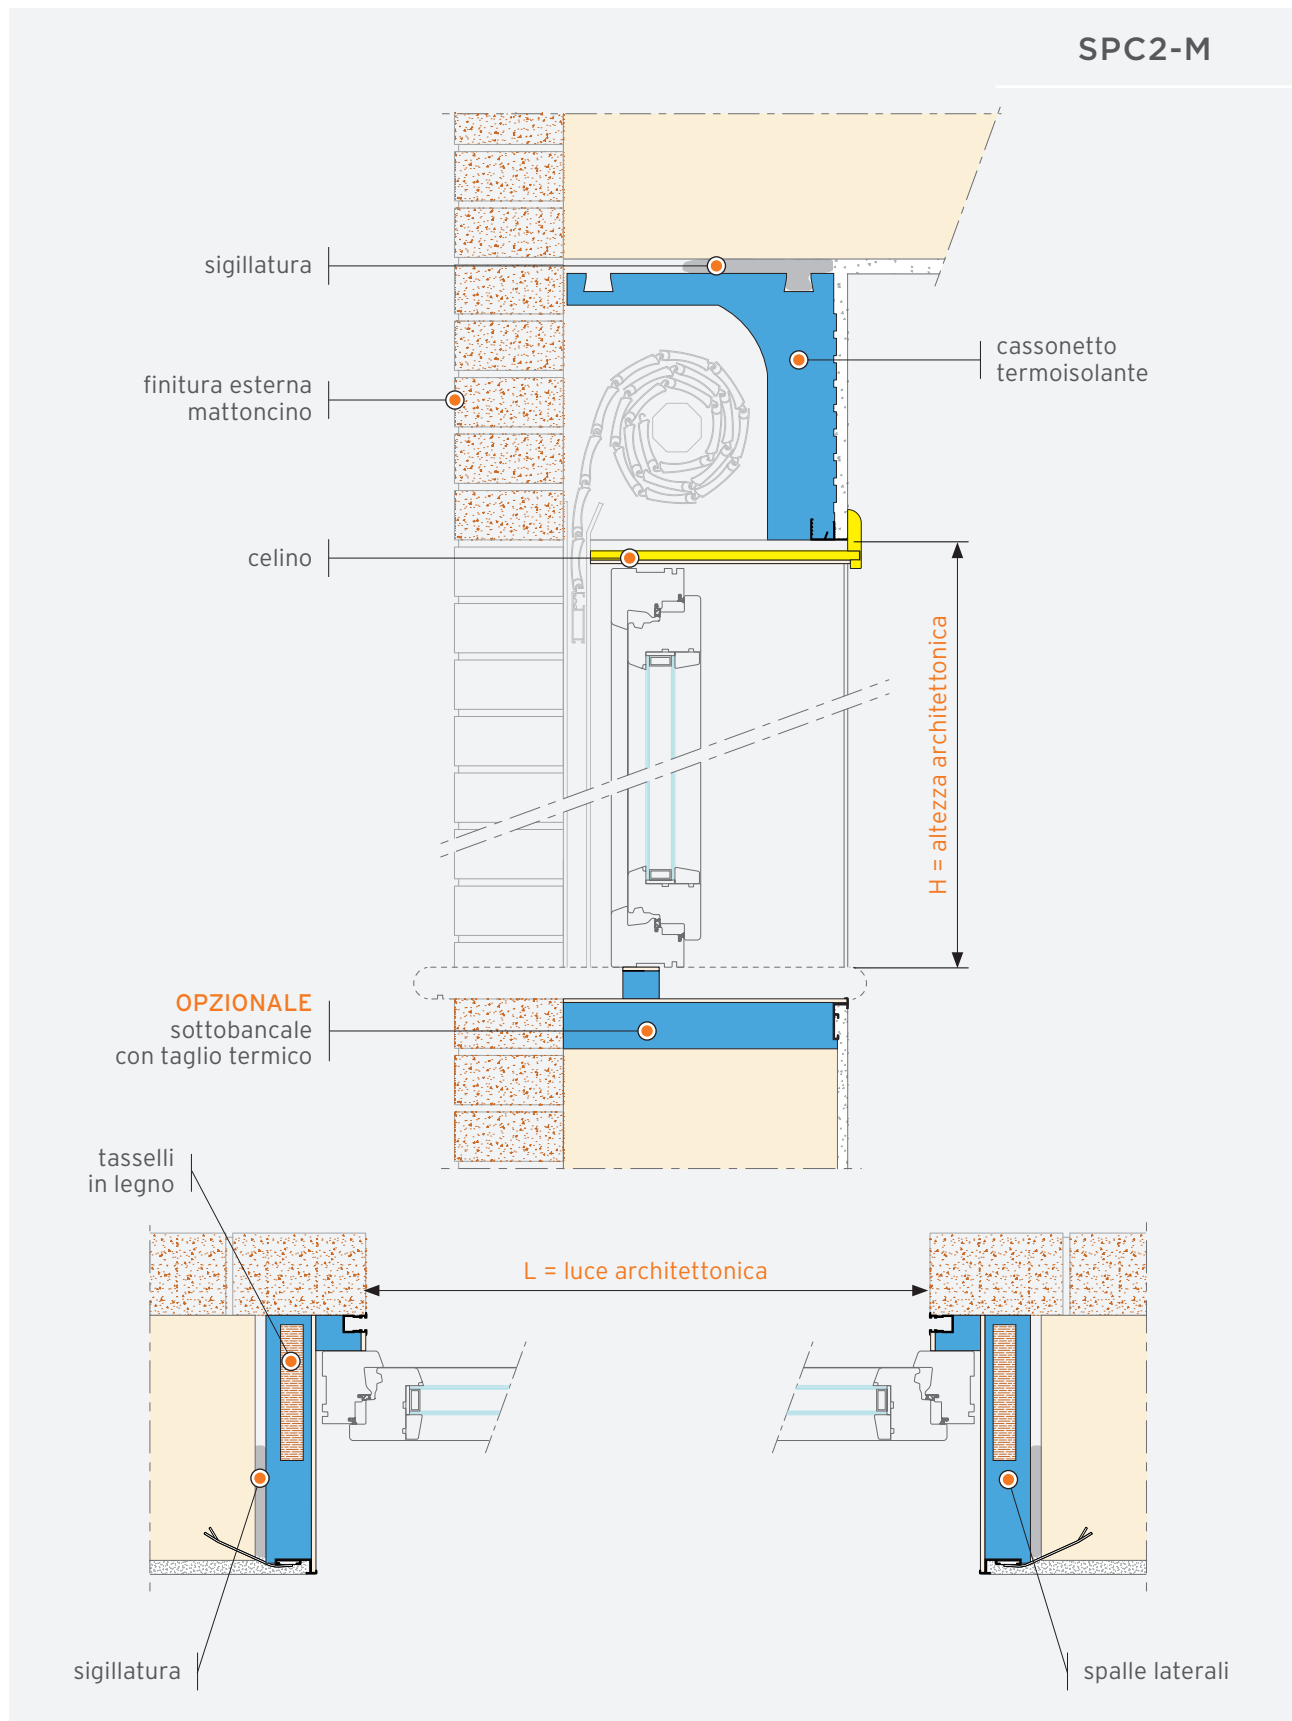 SPC2-M
sigillatura
cassonetto
termoisolante
finitura esterna
mattoncino
celino
H = altezza architettonica
OPZIONALE
sottobancale
con taglio termico
tasselli
in legno
L = luce architettonica
sigillatura
spalle laterali